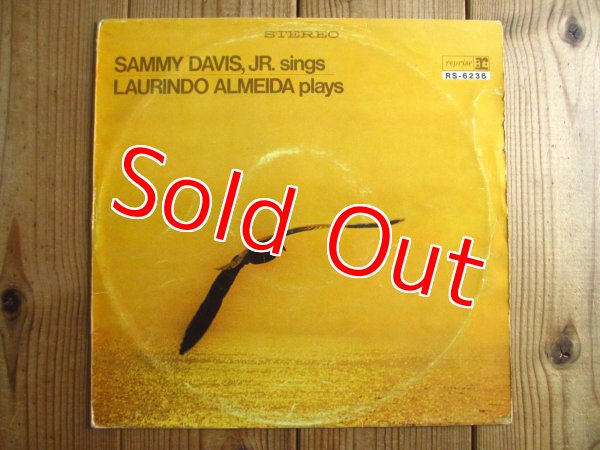 STEREO
SAMMY DAVIS, JR. sings
LAURINDO ALMEIDA plays
reprise
RS-6236
Sold Out